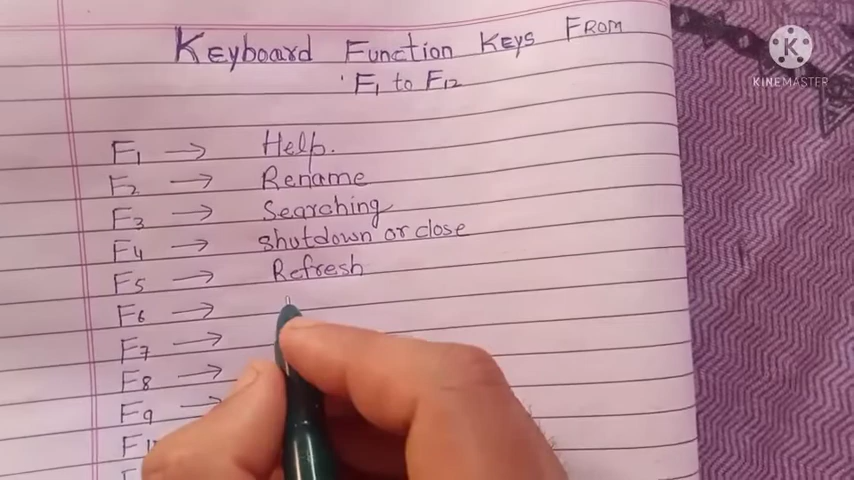 Keyboard Function Keys From
F1 to F12
F1 → Help.
F2 → Rename
F3 → Searching
F4 → shutdown or close
F5 → Refresh
F6 →
F7 →
F8 →
F9 →
K
KINEMASTER